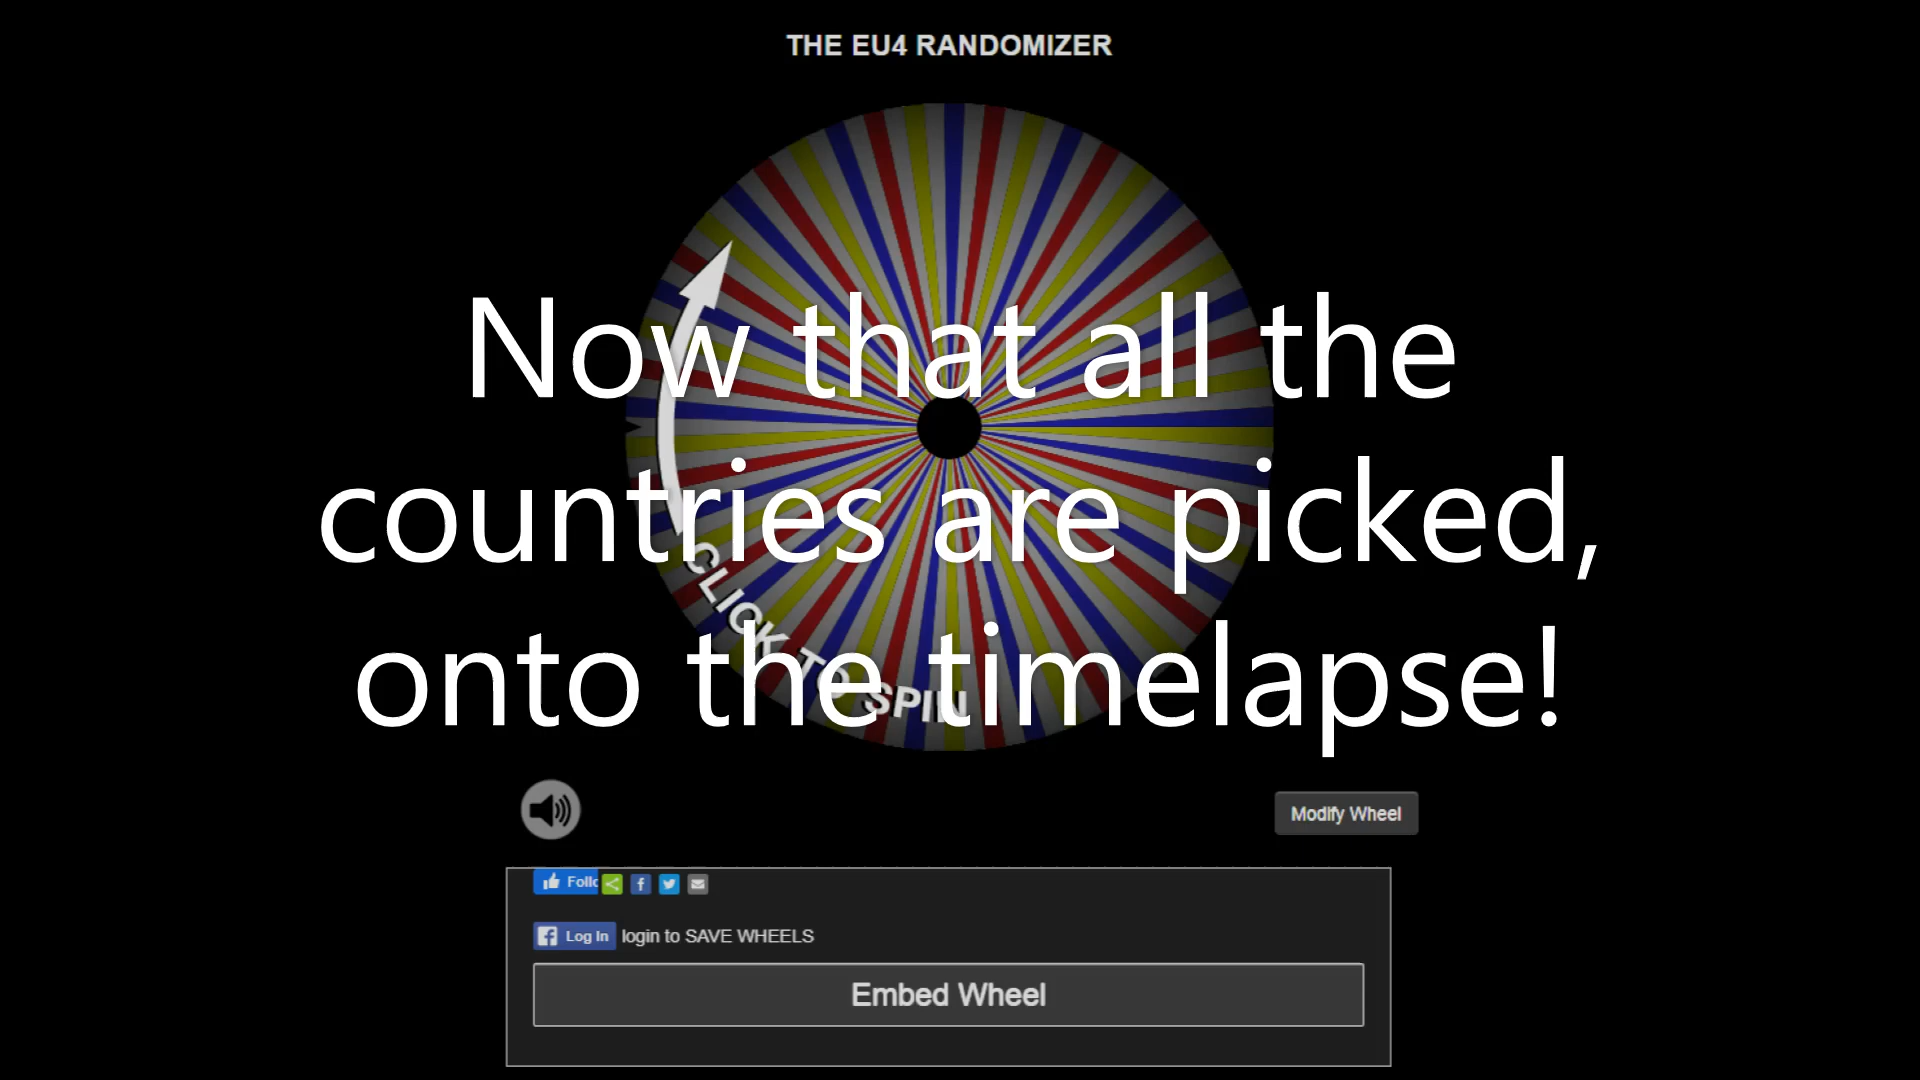 THE EU4 RANDOMIZER
Now that all the
countries are picked,
onto the timelapse!
CLICK TO SPIN
Modify Wheel
Follo
Log In login to SAVE WHEELS
Embed Wheel